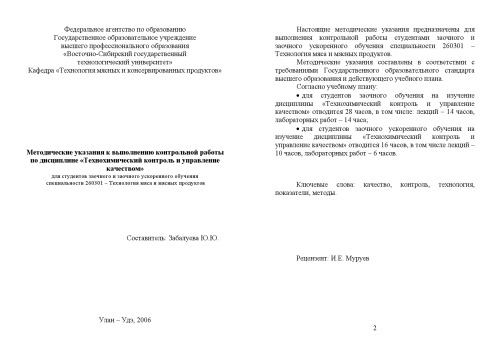 Федеральное агентство по образованию
Государственное образовательное учреждение
высшего профессионального образования
«Восточно-Сибирский государственный
технологический университет»
Кафедра «Технология мясных и консервированных продуктов»
Методические указания к выполнению контрольной работы
по дисциплине «Технохимический контроль и управление
качеством»
для студентов заочного и заочного ускоренного обучения
специальности 260301 – Технология мяса и мясных продуктов
Составитель: Забалуева Ю.Ю.
Улан – Удэ, 2006
Настоящие методические указания предназначены для
выполнения контрольной работы студентами заочного и
заочного ускоренного обучения специальности 260301 –
Технология мяса и мясных продуктов.
Методические указания составлены в соответствии с
требованиями Государственного образовательного стандарта
высшего образования и действующего учебного плана.
Согласно учебному плану:
• для студентов заочного обучения на изучение
дисциплины «Технохимический контроль и управление
качеством» отводится 28 часов, в том числе: лекций – 14 часов,
лабораторных работ – 14 часа;
• для студентов заочного ускоренного обучения на
изучение дисциплины «Технохимический контроль и
управление качеством» отводится 16 часов, в том числе лекций –
10 часов, лабораторных работ – 6 часов.
Ключевые слова: качество, контроль, технология,
показатели, методы.
Рецензент: И.Е. Муруев
2